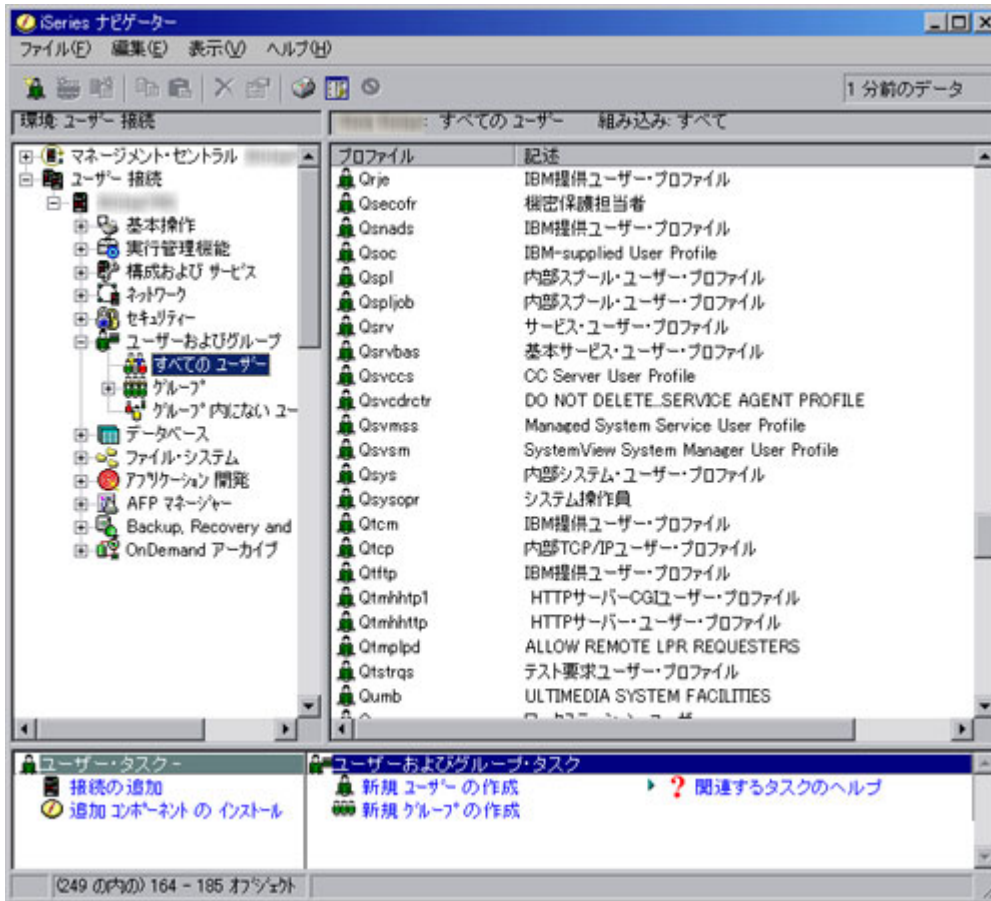 iSeries ナビゲーター
ファイル(F) 編集(E) 表示(V) ヘルプ(H)
1 分前のデータ
環境: ユーザー 接続
: すべての ユーザー 組み込み: すべて
マネージメント・セントラル
ユーザー 接続
基本操作
実行管理機能
構成および サービス
ネットワーク
セキュリティー
ユーザーおよびグループ
すべての ユーザー
グループ
グループ 内にない ユー
データベース
ファイル・システム
アプリケーション 開発
AFP マネージャー
Backup, Recovery and
OnDemand アーカイブ
プロファイル 記述
Qrje IBM提供ユーザー・プロファイル
Qsecofr 機密保護担当者
Qsnads IBM提供ユーザー・プロファイル
Qsoc IBM-supplied User Profile
Qspl 内部スプール・ユーザー・プロファイル
Qspljob 内部スプール・ユーザー・プロファイル
Qsrv サービス・ユーザー・プロファイル
Qsrvbas 基本サービス・ユーザー・プロファイル
Qsvccs CC Server User Profile
Qsvcdrctr DO NOT DELETE_SERVICE AGENT PROFILE
Qsvmss Managed System Service User Profile
Qsvsm SystemView System Manager User Profile
Qsys 内部システム・ユーザー・プロファイル
Qsysopr システム操作員
Qtcm IBM提供ユーザー・プロファイル
Qtcp 内部TCP/IPユーザー・プロファイル
Qtftp IBM提供ユーザー・プロファイル
Qtmhhtp1 HTTPサーバーCGIユーザー・プロファイル
Qtmhhttp HTTPサーバー・ユーザー・プロファイル
Qtmplpd ALLOW REMOTE LPR REQUESTERS
Qtstrqs テスト要求ユーザー・プロファイル
Qumb ULTIMEDIA SYSTEM FACILITIES
ユーザー・タスク -
接続の追加
追加 コンポーネント の インストール
ユーザーおよびグループ・タスク
新規 ユーザー の作成
新規 グループ の作成
関連するタスクのヘルプ
(249 の内の) 164 - 185 オブジェクト